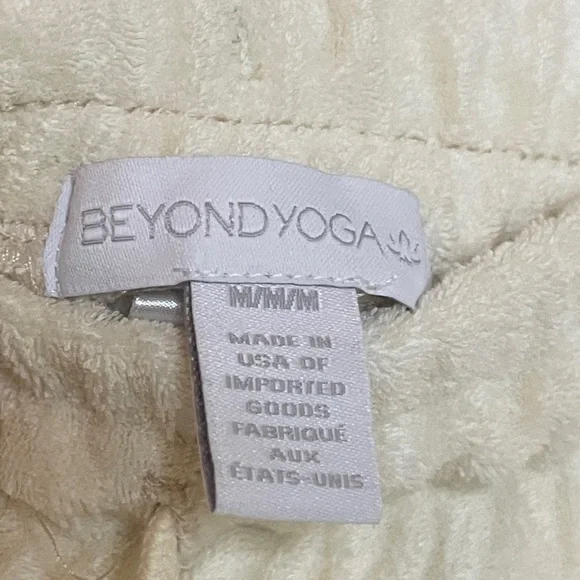 BEYOND YOGA
M/M/M
MADE IN
USA OF
IMPORTED
GOODS
FABRIQUÉ
AUX
ÉTATS-UNIS